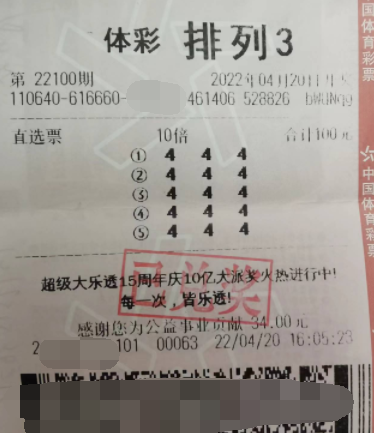 体彩 排列3
第 22100期 2022年04月20日开奖
110640-616660- 461406 528826 bWUNqg
直选票 10倍 合计100元
① 4 4 4
② 4 4 4
③ 4 4 4
④ 4 4 4
⑤ 4 4 4
已兑奖
超级大乐透15周年庆10亿大派奖火热进行中!
每一次,皆乐透!
感谢您为公益事业贡献 34.00元
2 101 00063 22/04/20 16:05:23
国体育彩票
中国体育彩票